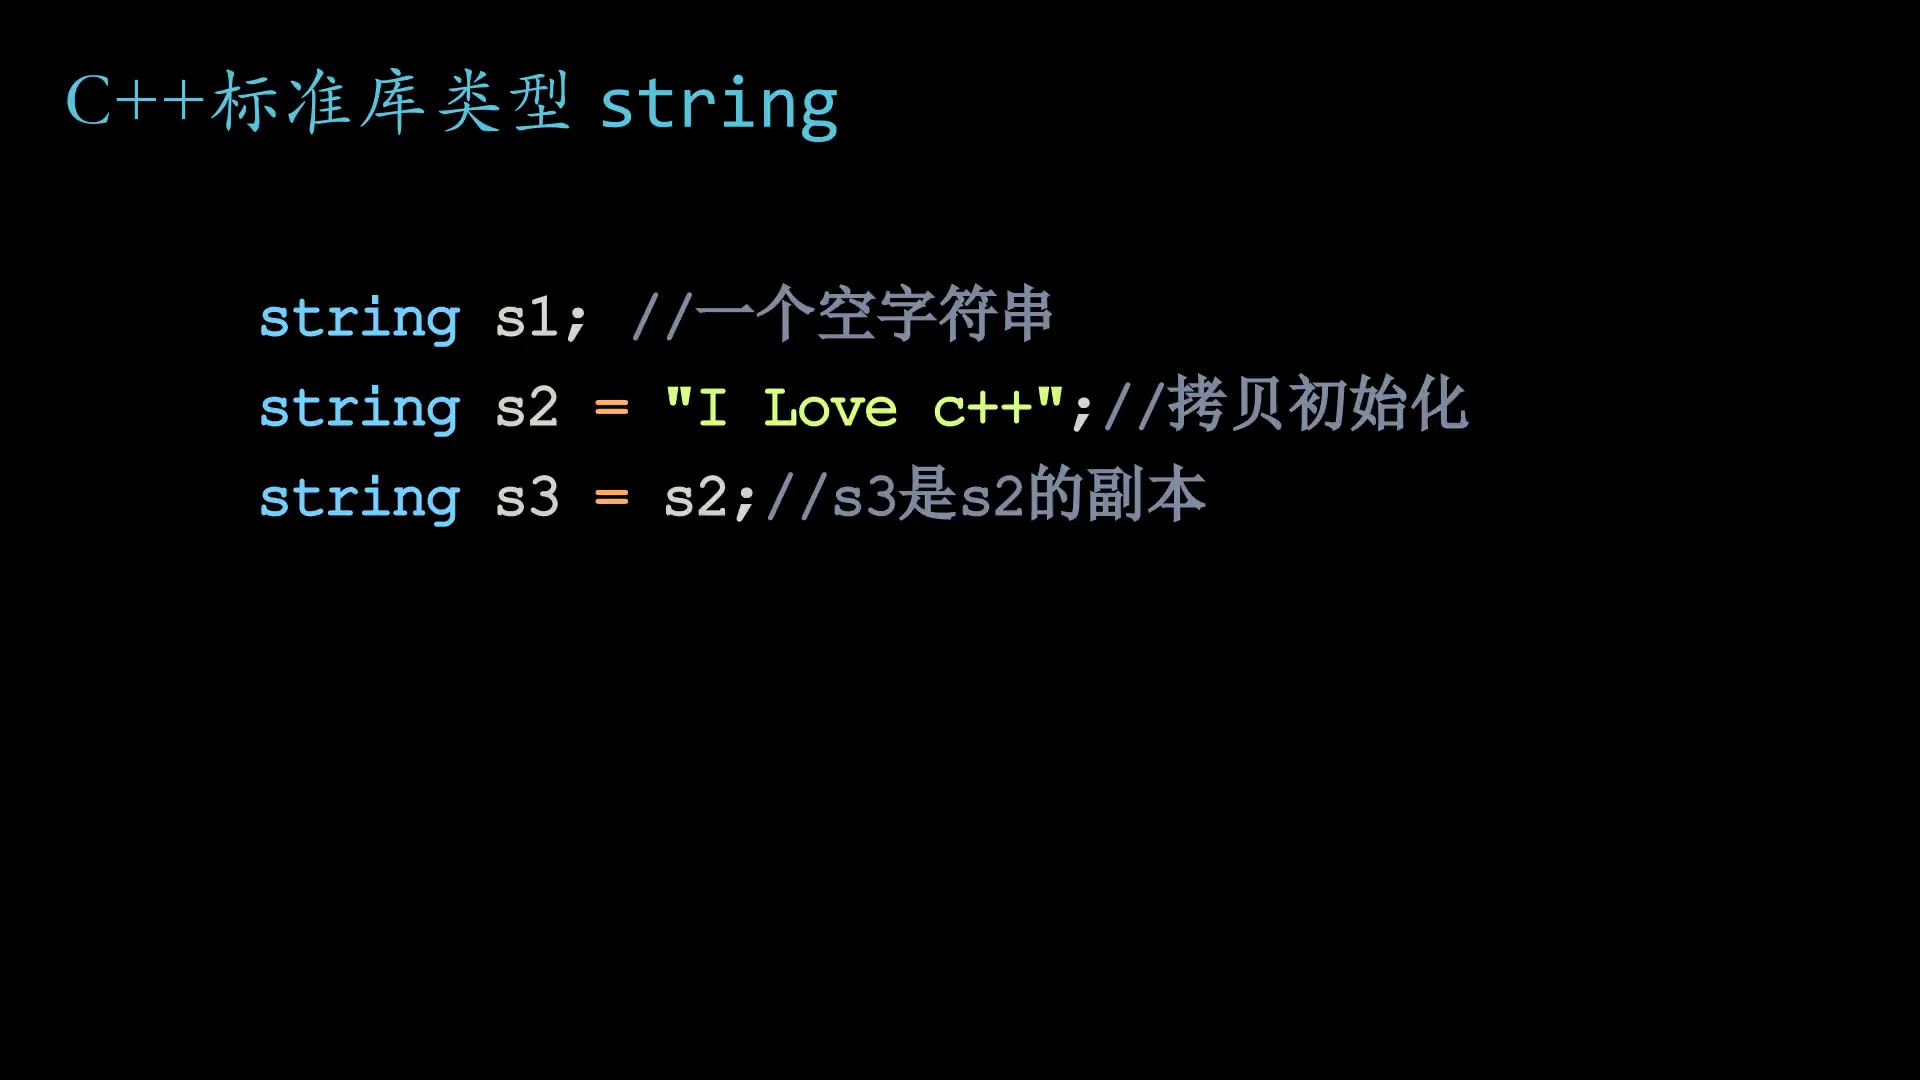 C++标准库类型 string
string s1; //一个空字符串
string s2 = "I Love c++";//拷贝初始化
string s3 = s2;//s3是s2的副本